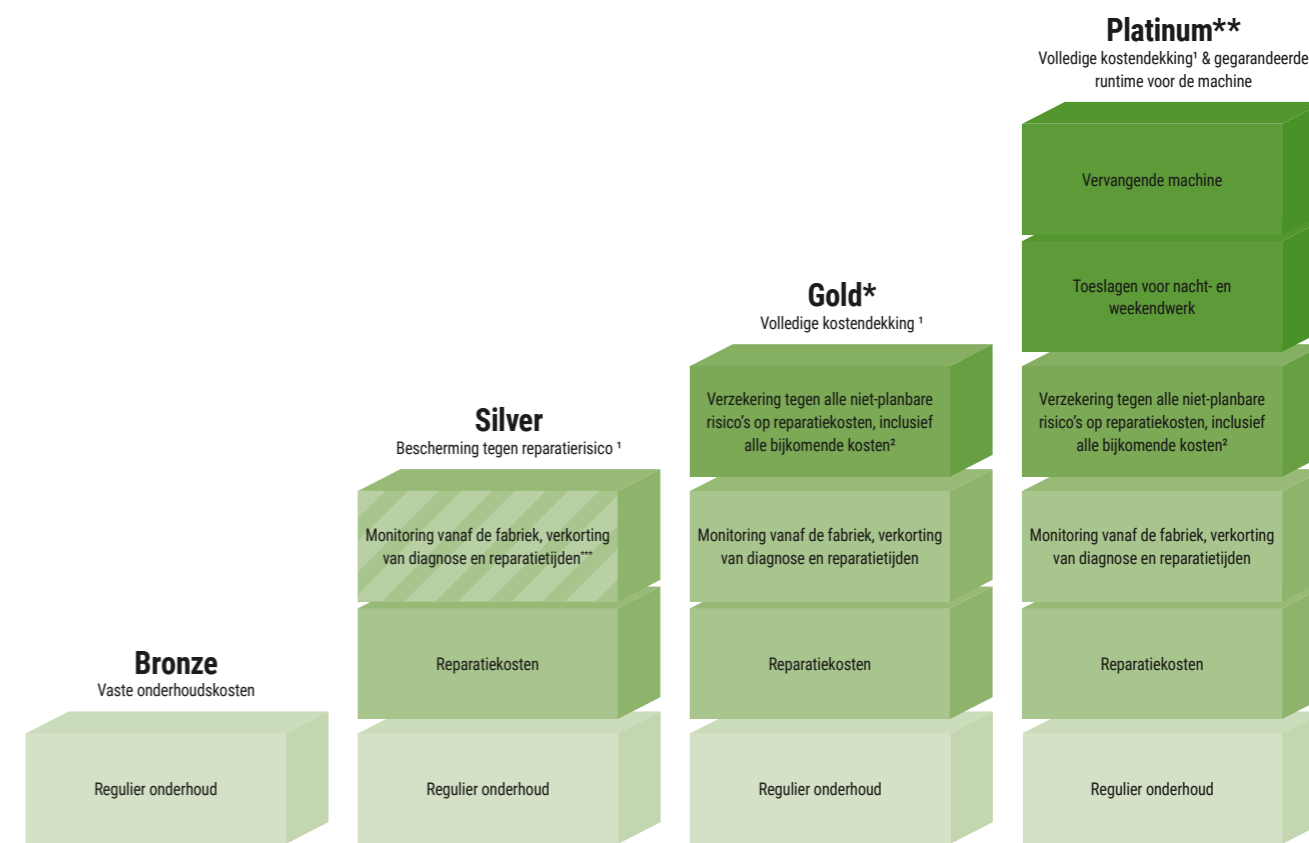 Platinum**
Volledige kostendekking¹ & gegarandeerde
runtime voor de machine
Vervangende machine
Toeslagen voor nacht- en
weekendwerk
Verzekering tegen alle niet-planbare
risico's op reparatiekosten, inclusief
alle bijkomende kosten²
Monitoring vanaf de fabriek, verkorting
van diagnose en reparatietijden
Reparatiekosten
Regulier onderhoud
Gold*
Volledige kostendekking ¹
Verzekering tegen alle niet-planbare
risico's op reparatiekosten, inclusief
alle bijkomende kosten²
Monitoring vanaf de fabriek, verkorting
van diagnose en reparatietijden
Reparatiekosten
Regulier onderhoud
Silver
Bescherming tegen reparatierisico ¹
Monitoring vanaf de fabriek, verkorting
van diagnose en reparatietijden***
Reparatiekosten
Regulier onderhoud
Bronze
Vaste onderhoudskosten
Regulier onderhoud